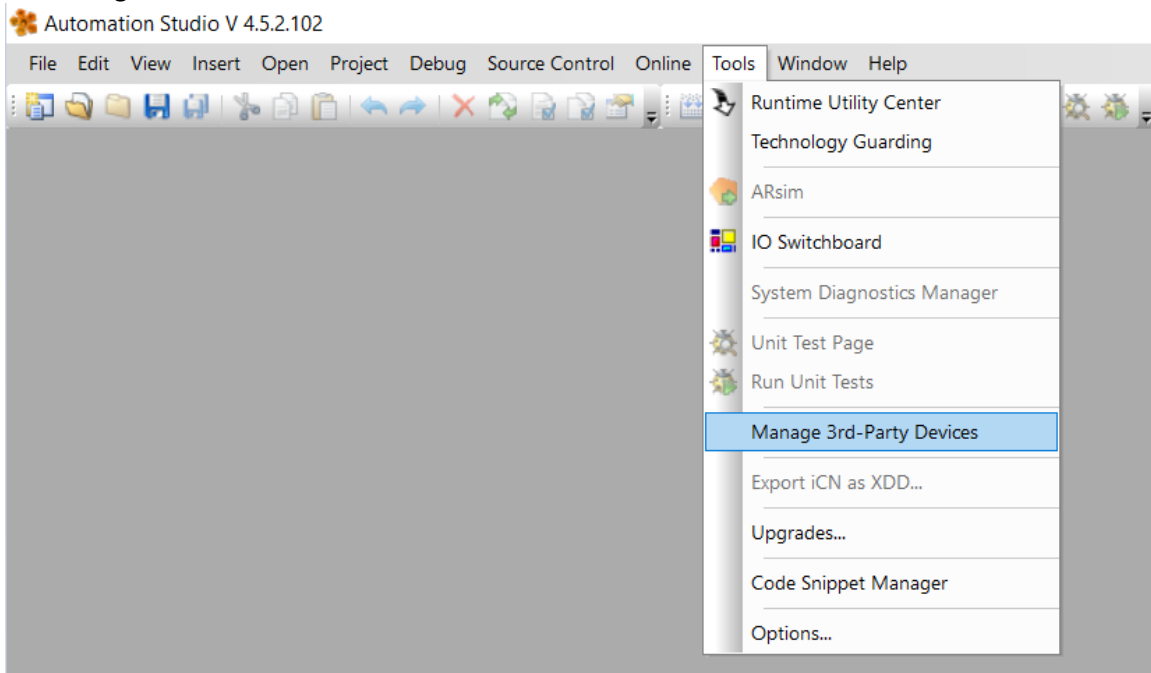 Automation Studio V 4.5.2.102
File Edit View Insert Open Project Debug Source Control Online Tools Window Help
Runtime Utility Center
Technology Guarding
ARsim
IO Switchboard
System Diagnostics Manager
Unit Test Page
Run Unit Tests
Manage 3rd-Party Devices
Export iCN as XDD...
Upgrades...
Code Snippet Manager
Options...